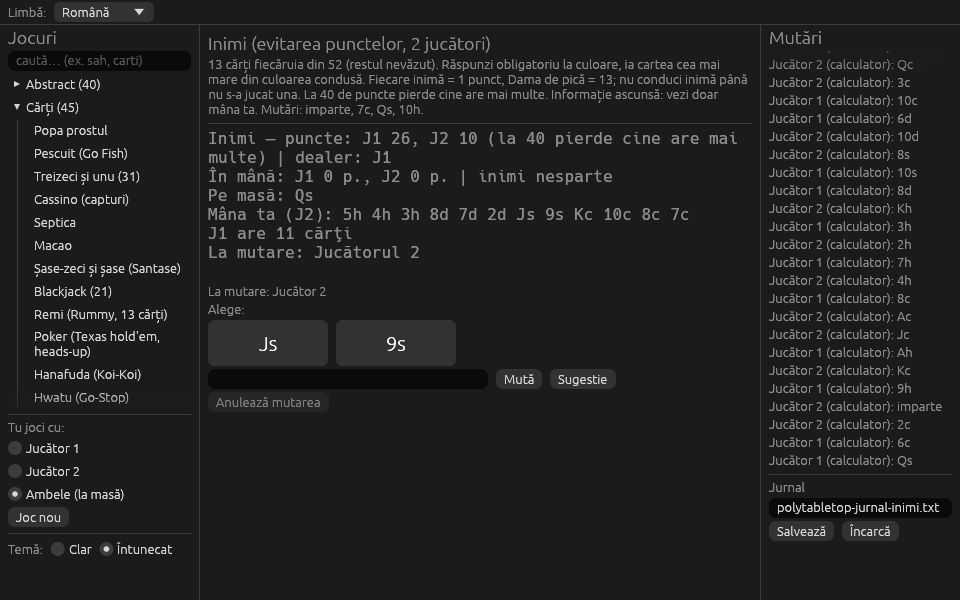 Limbă: Română
Jocuri
caută... (ex. sah, carti)
Abstract (40)
Cărți (45)
Popa prostul
Pescuit (Go Fish)
Treizeci și unu (31)
Cassino (capturi)
Septica
Macao
Șase-zeci și șase (Santase)
Blackjack (21)
Remi (Rummy, 13 cărți)
Poker (Texas hold'em,
heads-up)
Hanafuda (Koi-Koi)
Hwatu (Go-Stop)
Tu joci cu:
Jucător 1
Jucător 2
Ambele (la masă)
Joc nou
Temă: Clar Întunecat
Inimi (evitarea punctelor, 2 jucători)
13 cărți fiecăruia din 52 (restul nevăzut). Răspunzi obligatoriu la culoare, ia cartea cea mai
mare din culoarea condusă. Fiecare inimă = 1 punct, Dama de pică = 13; nu conduci inimă până
nu s-a jucat una. La 40 de puncte pierde cine are mai multe. Informație ascunsă: vezi doar
mâna ta. Mutări: imparte, 7c, Qs, 10h.
Inimi — puncte: J1 26, J2 10 (la 40 pierde cine are mai
multe) | dealer: J1
În mână: J1 0 p., J2 0 p. | inimi nesparte
Pe masă: Qs
Mâna ta (J2): 5h 4h 3h 8d 7d 2d Js 9s Kc 10c 8c 7c
J1 are 11 cărţi
La mutare: Jucătorul 2
La mutare: Jucător 2
Alege:
Js 9s
Mută Sugestie
Anulează mutarea
Mutări
Jucător 2 (calculator): Qc
Jucător 2 (calculator): 3c
Jucător 1 (calculator): 10c
Jucător 1 (calculator): 6d
Jucător 2 (calculator): 10d
Jucător 2 (calculator): 8s
Jucător 1 (calculator): 10s
Jucător 1 (calculator): 8d
Jucător 2 (calculator): Kh
Jucător 1 (calculator): 3h
Jucător 2 (calculator): 2h
Jucător 1 (calculator): 7h
Jucător 2 (calculator): 4h
Jucător 1 (calculator): 8c
Jucător 2 (calculator): Ac
Jucător 2 (calculator): Jc
Jucător 1 (calculator): Ah
Jucător 2 (calculator): Kc
Jucător 1 (calculator): 9h
Jucător 2 (calculator): imparte
Jucător 2 (calculator): 2c
Jucător 1 (calculator): 6c
Jucător 1 (calculator): Qs
Jurnal
polytabletop-jurnal-inimi.txt
Salvează Încarcă